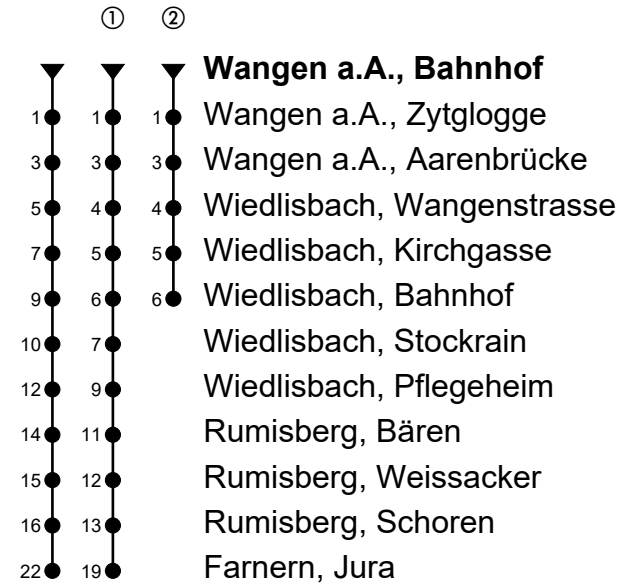 ① ②
Wangen a.A., Bahnhof
1 1 1 Wangen a.A., Zytglogge
3 3 3 Wangen a.A., Aarenbrücke
5 4 4 Wiedlisbach, Wangenstrasse
7 5 5 Wiedlisbach, Kirchgasse
9 6 6 Wiedlisbach, Bahnhof
10 7 Wiedlisbach, Stockrain
12 9 Wiedlisbach, Pflegeheim
14 11 Rumisberg, Bären
15 12 Rumisberg, Weissacker
16 13 Rumisberg, Schoren
22 19 Farnern, Jura